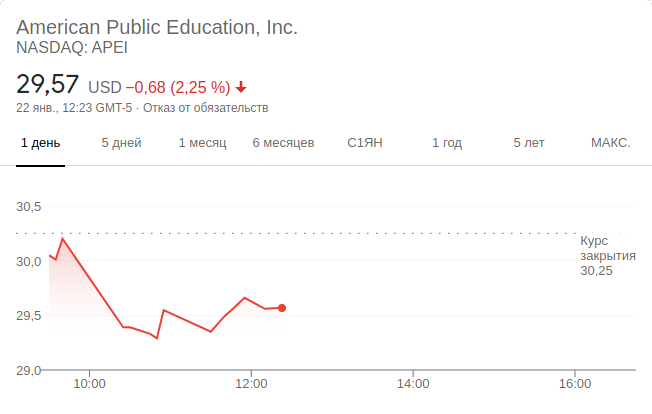 American Public Education, Inc.
NASDAQ: APEI
29,57 USD −0,68 (2,25 %)
22 янв., 12:23 GMT-5 · Отказ от обязательств
1 день 5 дней 1 месяц 6 месяцев С1ЯН 1 год 5 лет МАКС.
30,5
Курс
закрытия
30,25
30,0
29,5
29,0
10:00 12:00 14:00 16:00